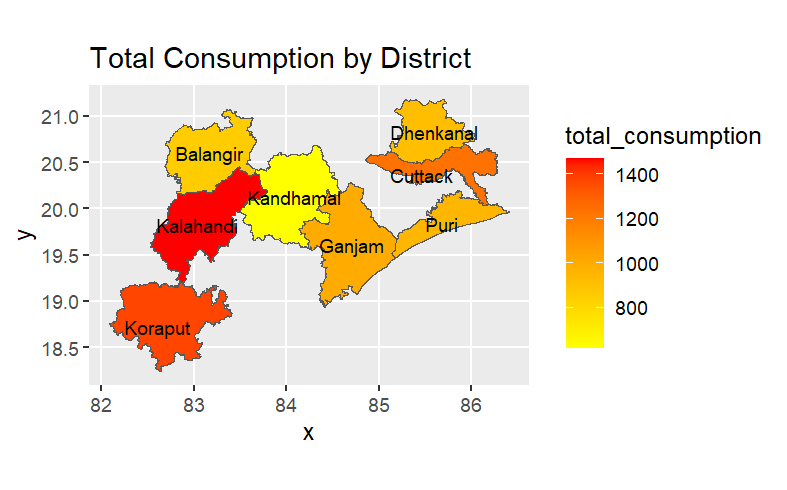 Total Consumption by District
21.0
20.5
20.0
19.5
19.0
18.5
y
82
83
84
85
86
x
Dhenkanal
Balangir
Cuttack
Kandhamal
Kalahandi
Puri
Ganjam
Koraput
total_consumption
1400
1200
1000
800